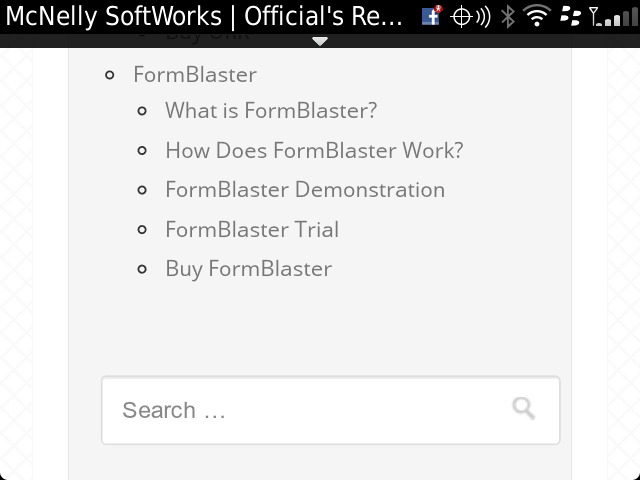 McNelly SoftWorks | Official's Re...
FormBlaster
What is FormBlaster?
How Does FormBlaster Work?
FormBlaster Demonstration
FormBlaster Trial
Buy FormBlaster
Search ...